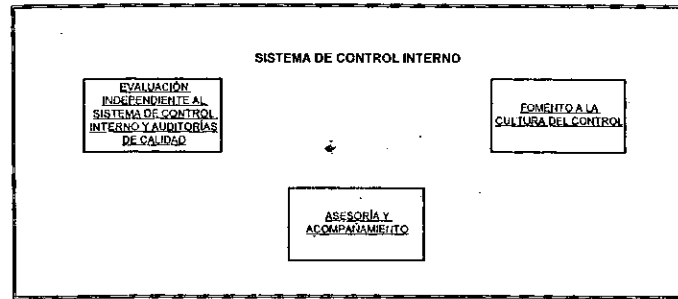 SISTEMA DE CONTROL INTERNO
EVALUACIÓN
INDEPENDIENTE AL
SISTEMA DE CONTROL
INTERNO Y AUDITORÍAS
DE CALIDAD
FOMENTO A LA
CULTURA DEL CONTROL
ASESORÍA Y
ACOMPAÑAMIENTO